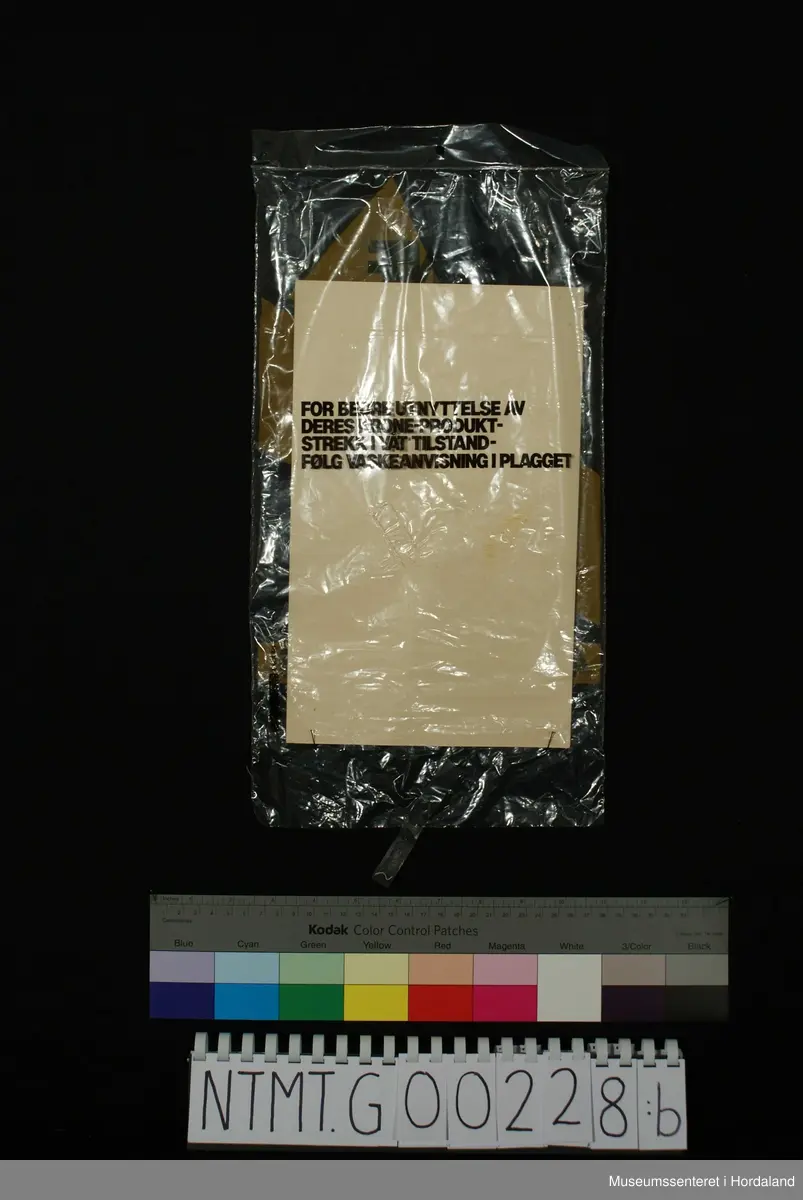 FOR BEDRE UTNYTTELSE AV
DERES KRONE-PRODUKT-
STREKK I VÅT TILSTAND-
FØLG VASKEANVISNING I PLAGGET
Kodak Color Control Patches
Blue Cyan Green Yellow Red Magenta White 3/Color Black
NTMT.G00228:b
Museumssenteret i Hordaland